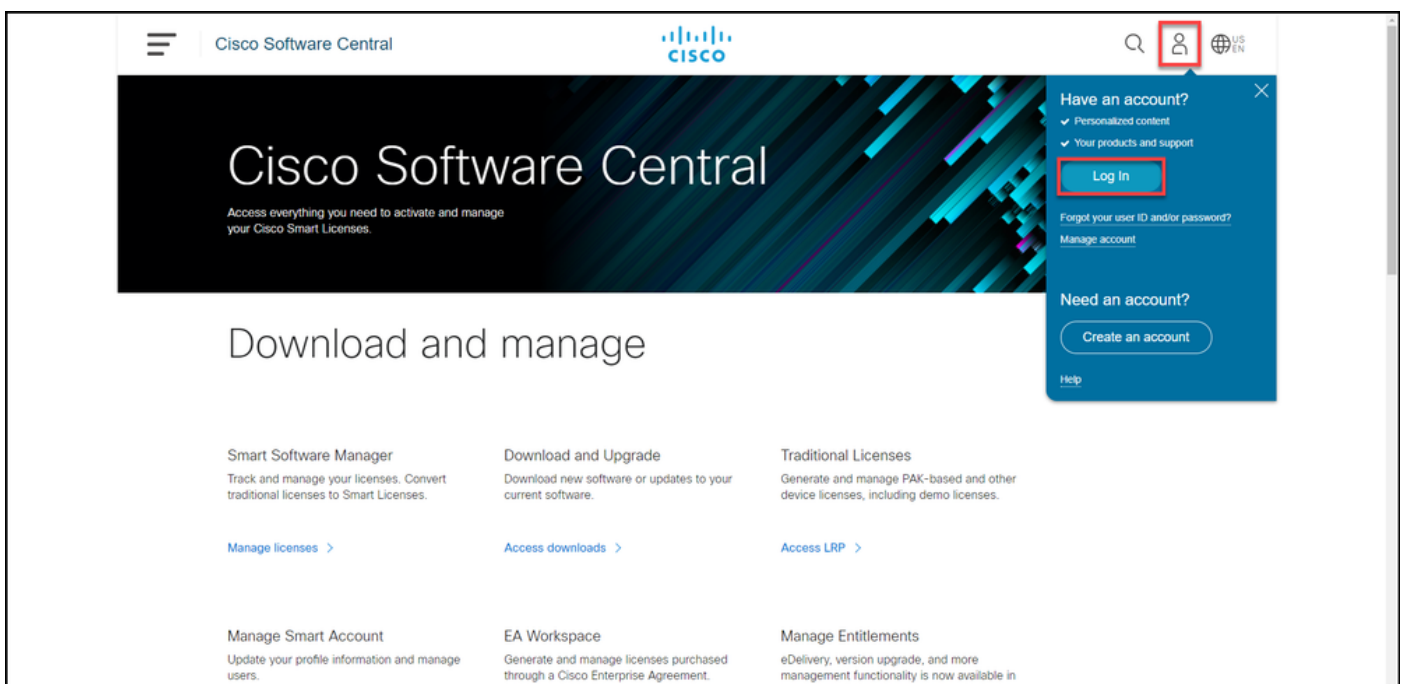 Cisco Software Central
CISCO
US
EN
Cisco Software Central
Access everything you need to activate and manage
your Cisco Smart Licenses.
Have an account?
Personalized content
Your products and support
Log In
Forgot your user ID and/or password?
Manage account
Need an account?
Create an account
Help
Download and manage
Smart Software Manager
Track and manage your licenses. Convert
traditional licenses to Smart Licenses.
Manage licenses
Download and Upgrade
Download new software or updates to your
current software.
Access downloads
Traditional Licenses
Generate and manage PAK-based and other
device licenses, including demo licenses.
Access LRP
Manage Smart Account
Update your profile information and manage
users.
EA Workspace
Generate and manage licenses purchased
through a Cisco Enterprise Agreement.
Manage Entitlements
eDelivery, version upgrade, and more
management functionality is now available in